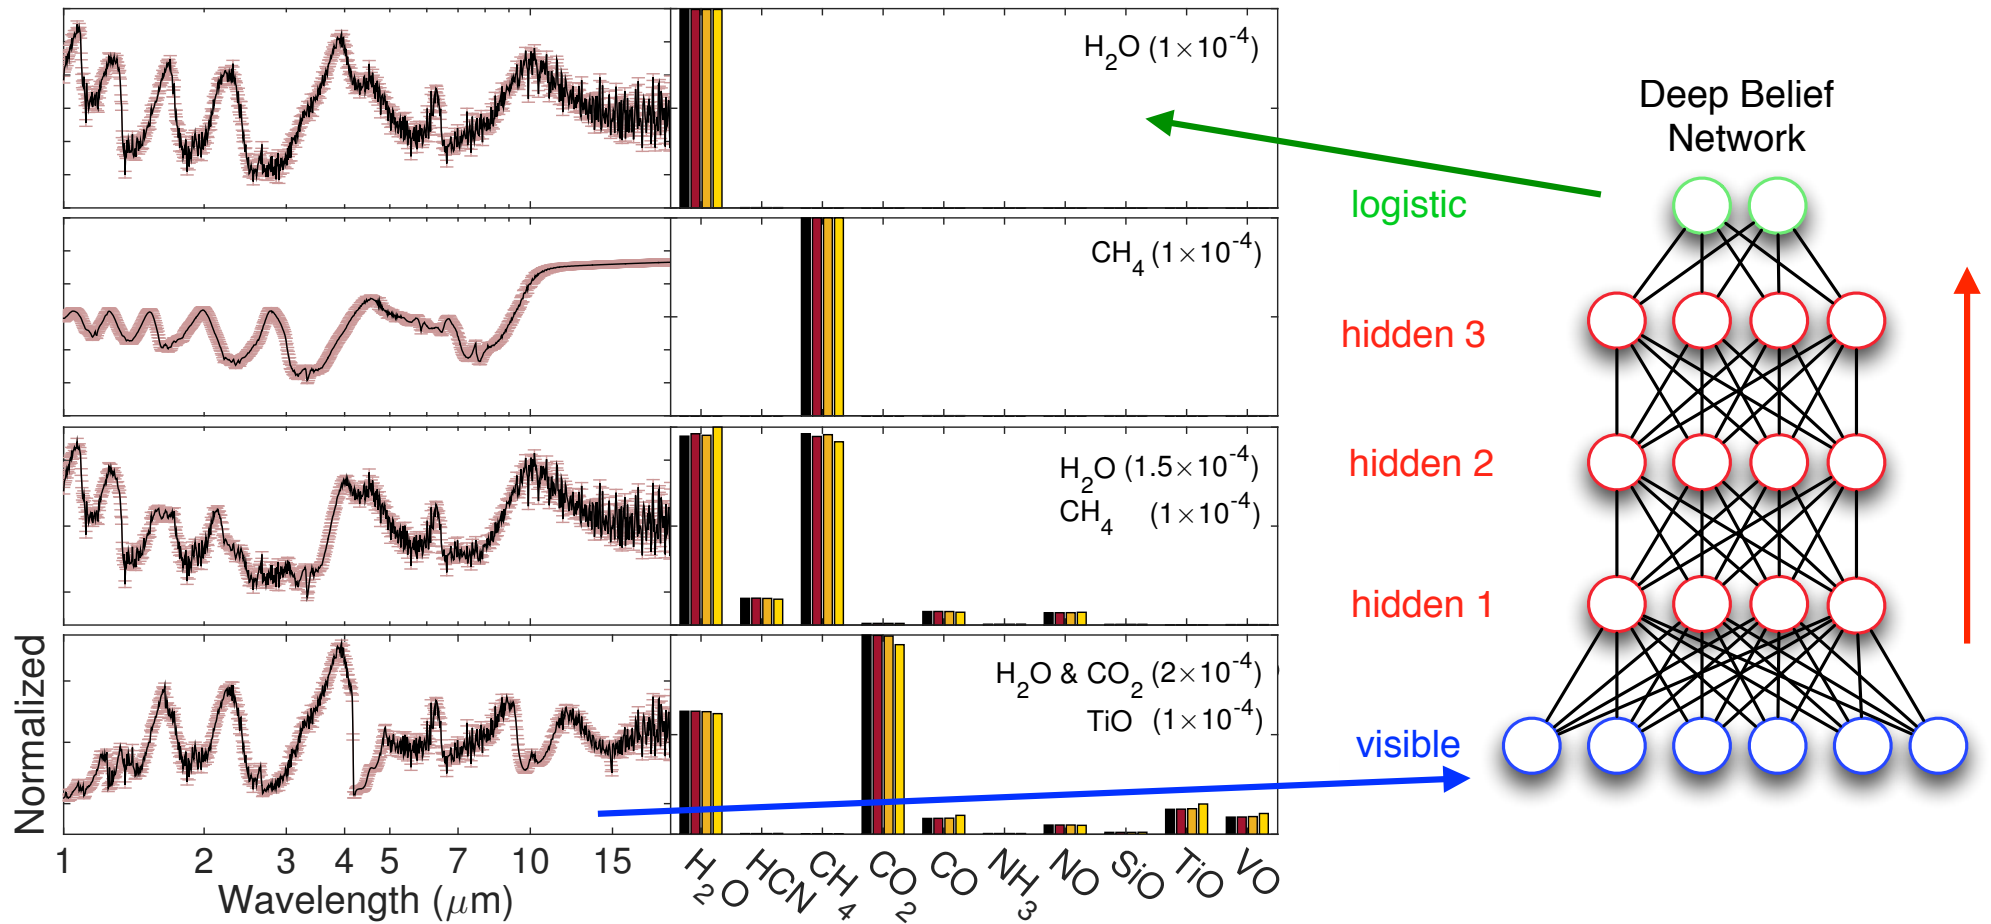 H₂O (1×10⁻⁴)
CH₄ (1×10⁻⁴)
H₂O (1.5×10⁻⁴)
CH₄ (1×10⁻⁴)
H₂O & CO₂ (2×10⁻⁴)
TiO (1×10⁻⁴)
Normalized
1 2 3 4 5 7 10 15
Wavelength (μm)
H₂O HCN CH₄ CO₂ CO NH₃ NO SiO TiO VO
Deep Belief
Network
logistic
hidden 3
hidden 2
hidden 1
visible